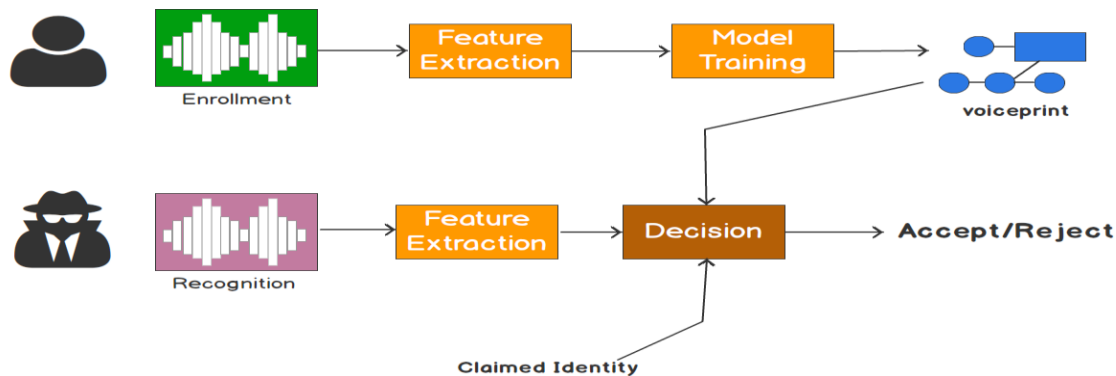 Feature
Extraction
Model
Training
Enrollment
voiceprint
Feature
Extraction
Decision
Accept/Reject
Recognition
Claimed Identity